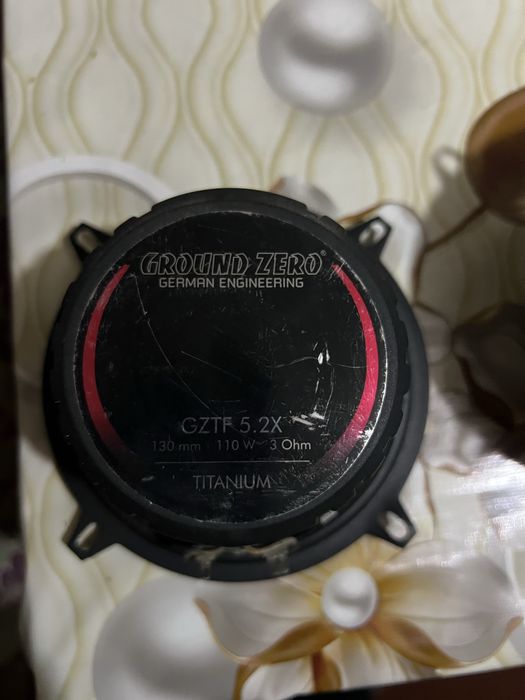 GROUND ZERO®
GERMAN ENGINEERING
GZTF 5.2X
130 mm · 110 W · 3 Ohm
TITANIUM